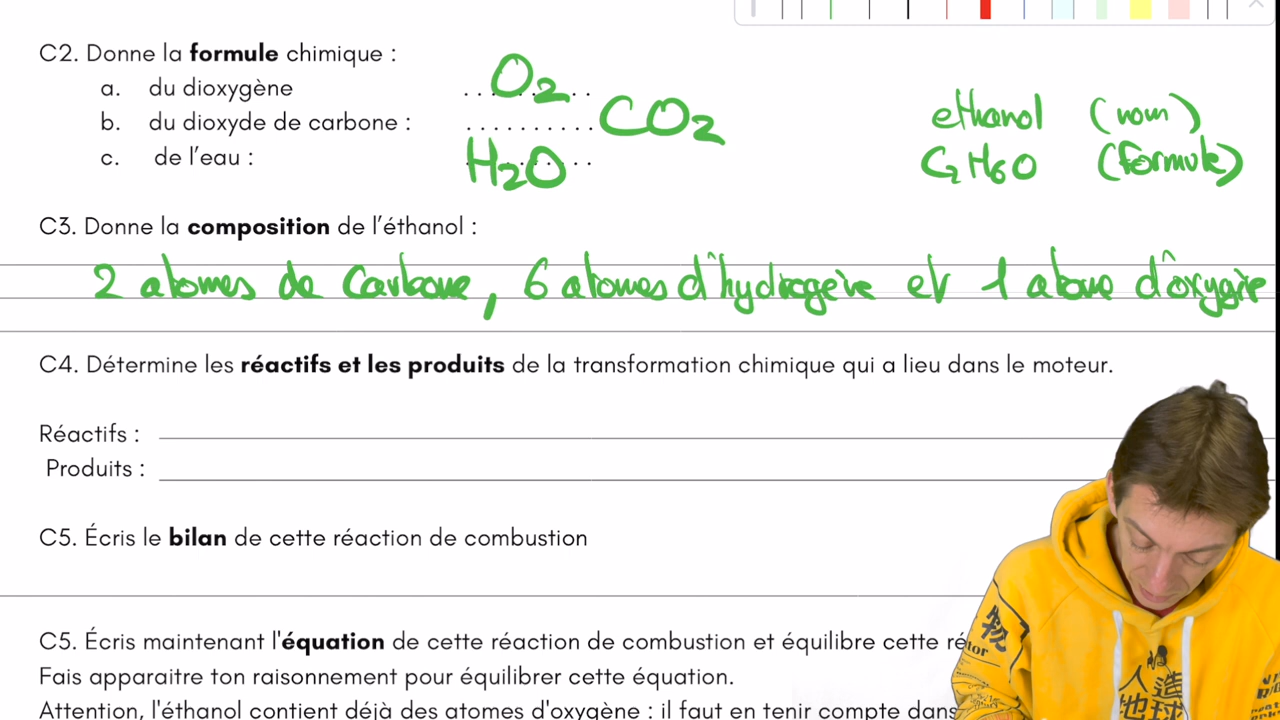 C2. Donne la formule chimique :
a. du dioxygène .......... O2
b. du dioxyde de carbone : .......... CO2
c. de l'eau : .......... H2O
ethanol (nom)
C2H6O (formule)
C3. Donne la composition de l'éthanol :
2 atomes de carbone, 6 atomes d'hydrogène et 1 atome d'oxygène
C4. Détermine les réactifs et les produits de la transformation chimique qui a lieu dans le moteur.
Réactifs :
Produits :
C5. Écris le bilan de cette réaction de combustion
C5. Écris maintenant l'équation de cette réaction de combustion et équilibre cette ré
Fais apparaitre ton raisonnement pour équilibrer cette équation.
Attention, l'éthanol contient déjà des atomes d'oxygène : il faut en tenir compte dans
物
人造
地球